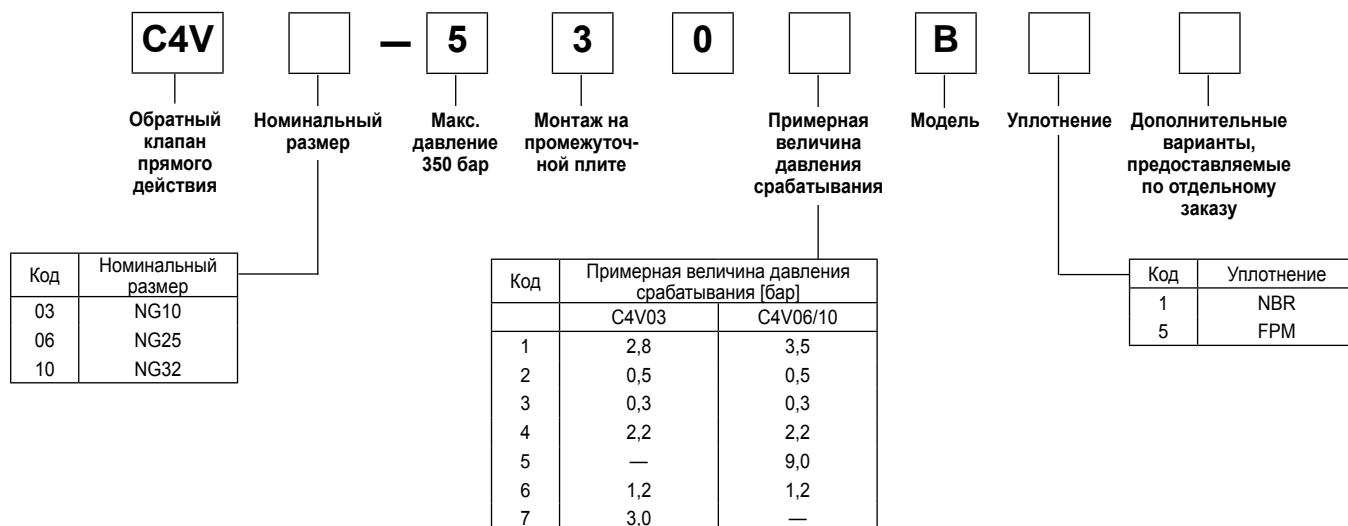 C4V — 5 3 0 B
Обратный
клапан
прямого
действия
Номинальный
размер
Макс.
давление
350 бар
Монтаж на
промежуточ-
ной плите
Примерная
величина
давления
срабатывания
Модель
Уплотнение
Дополнительные
варианты,
предоставляемые
по отдельному
заказу
Код Номинальный
размер
03 NG10
06 NG25
10 NG32
Код Примерная величина давления
срабатывания [бар]
C4V03 C4V06/10
1 2,8 3,5
2 0,5 0,5
3 0,3 0,3
4 2,2 2,2
5 — 9,0
6 1,2 1,2
7 3,0 —
Код Уплотнение
1 NBR
5 FPM